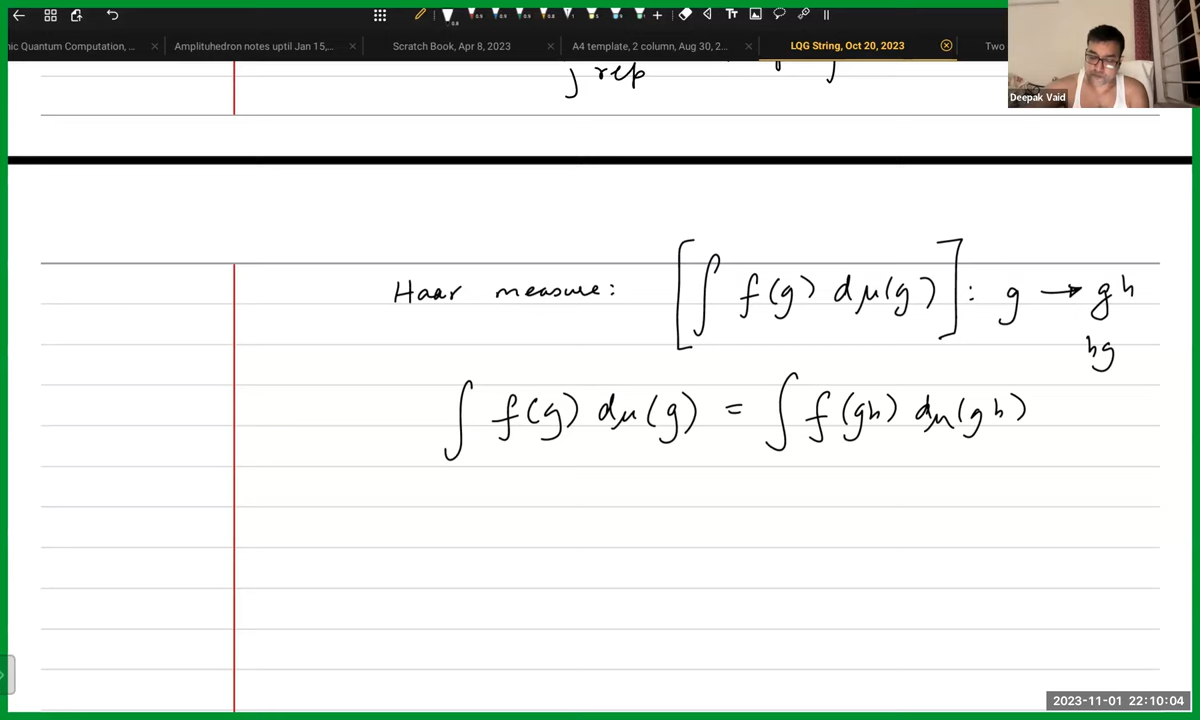 nic Quantum Computation, ...
Amplituhedron notes uptil Jan 15,...
Scratch Book, Apr 8, 2023
A4 template, 2 column, Aug 30, 2...
LQG String, Oct 20, 2023
Two
Tт
Deepak Vaid
j rep
Haar measure: [∫ f(g) dμ(g)] : g → gh
hg
∫ f(g) dμ(g) = ∫ f(gh) dμ(gh)
2023-11-01 22:10:04